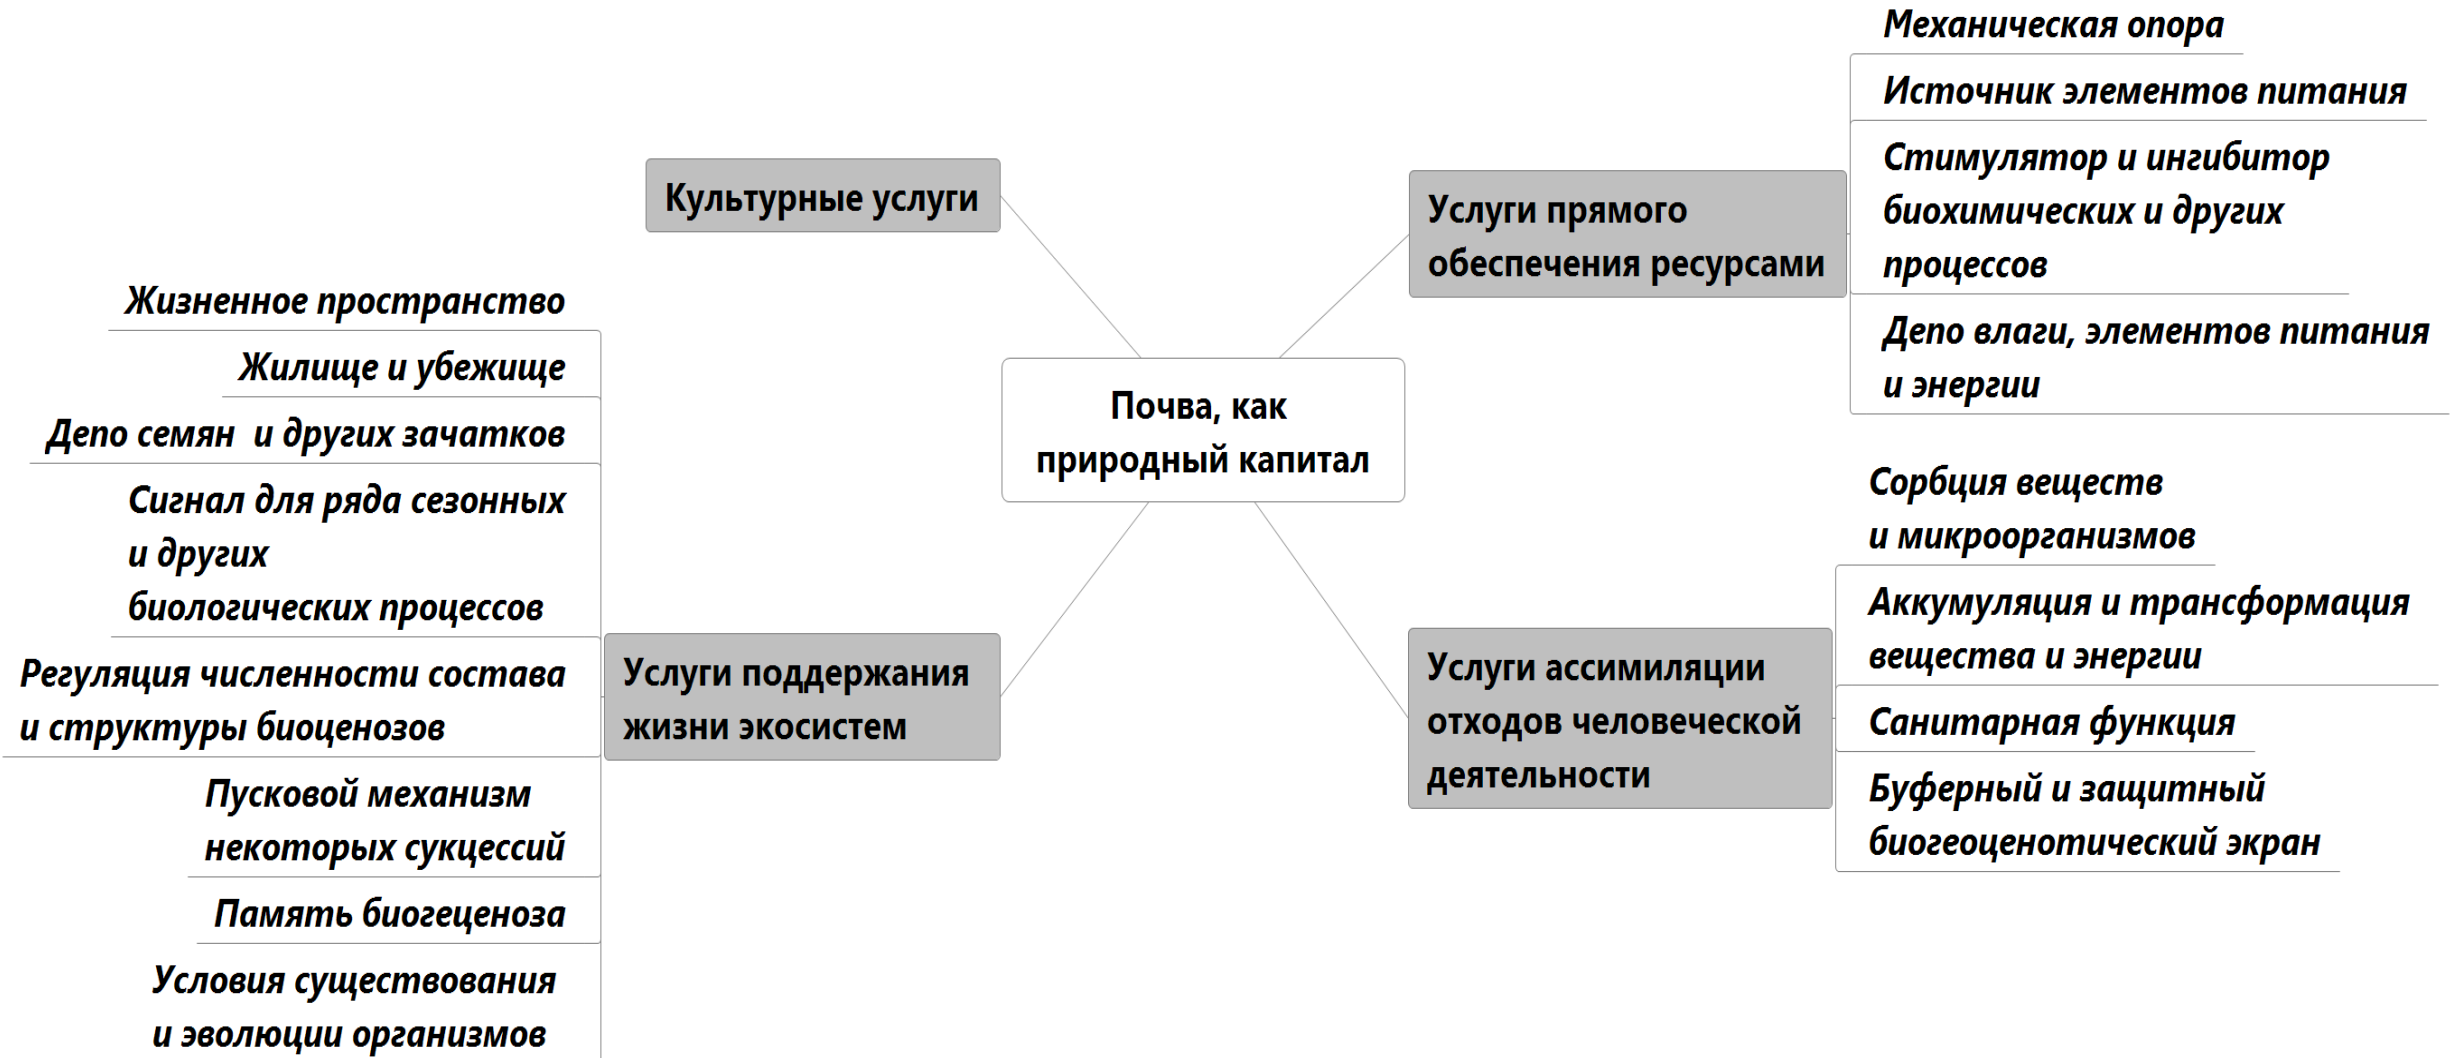 Культурные услуги
Жизненное пространство
Жилище и убежище
Депо семян  и других зачатков
Сигнал для ряда сезонных
и других
биологических процессов
Регуляция численности состава
и структуры биоценозов
Пусковой механизм
некоторых сукцессий
Память биогеценоза
Условия существования
и эволюции организмов
Услуги поддержания
жизни экосистем
Почва, как
природный капитал
Услуги прямого
обеспечения ресурсами
Механическая опора
Источник элементов питания
Стимулятор и ингибитор
биохимических и других
процессов
Депо влаги, элементов питания
и энергии
Услуги ассимиляции
отходов человеческой
деятельности
Сорбция веществ
и микроорганизмов
Аккумуляция и трансформация
вещества и энергии
Санитарная функция
Буферный и защитный
биогеоценотический экран